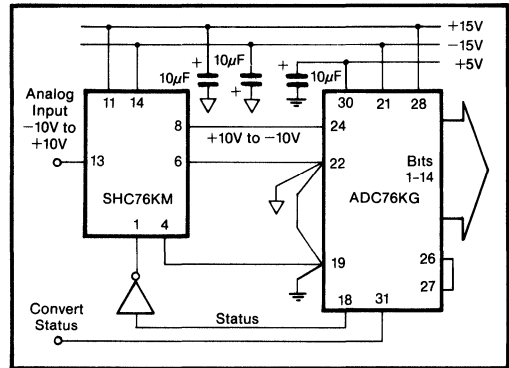 +15V
−15V
+5V
+
10µF
10µF
+
+
10µF
Analog
Input
−10V to
+10V
11
14
30
21
28
8
+10V to −10V
24
13
6
22
Bits
1-14
SHC76KM
ADC76KG
1
4
19
26
27
18
31
Convert
Status
Status